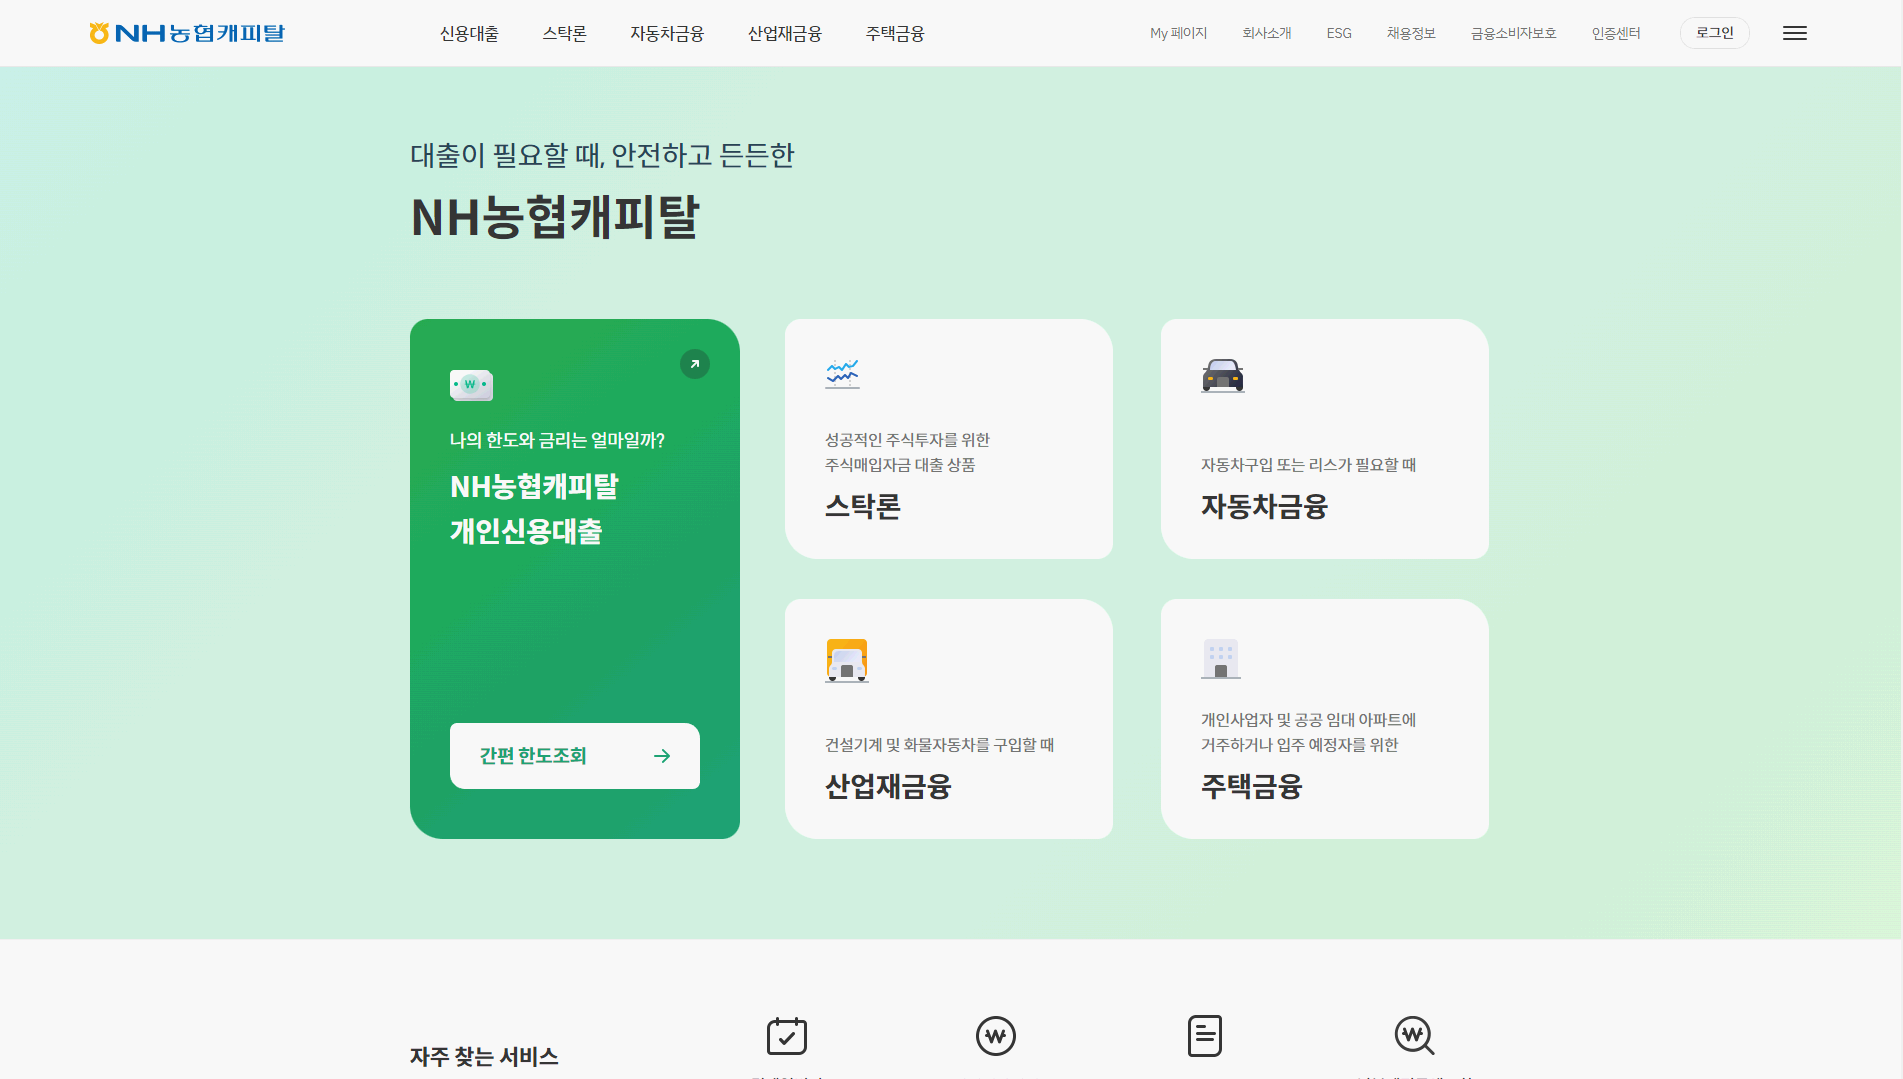 NH농협캐피탈
신용대출
스탁론
자동차금융
산업재금융
주택금융
My 페이지
회사소개
ESG
채용정보
금융소비자보호
인증센터
로그인
대출이 필요할 때, 안전하고 든든한
NH농협캐피탈
나의 한도와 금리는 얼마일까?
NH농협캐피탈
개인신용대출
간편 한도조회
성공적인 주식투자를 위한
주식매입자금 대출 상품
스탁론
자동차구입 또는 리스가 필요할 때
자동차금융
건설기계 및 화물자동차를 구입할 때
산업재금융
개인사업자 및 공공 임대 아파트에
거주하거나 입주 예정자를 위한
주택금융
자주 찾는 서비스